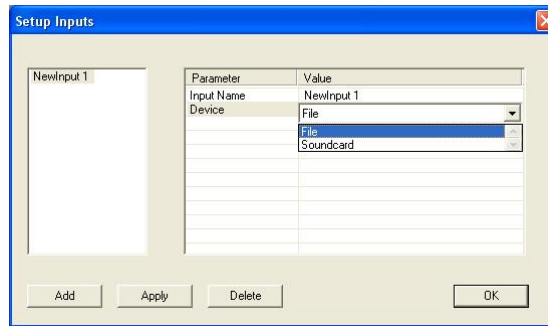 Setup Inputs
NewInput 1
Parameter Value
Input Name NewInput 1
Device File
File
Soundcard
Add Apply Delete OK